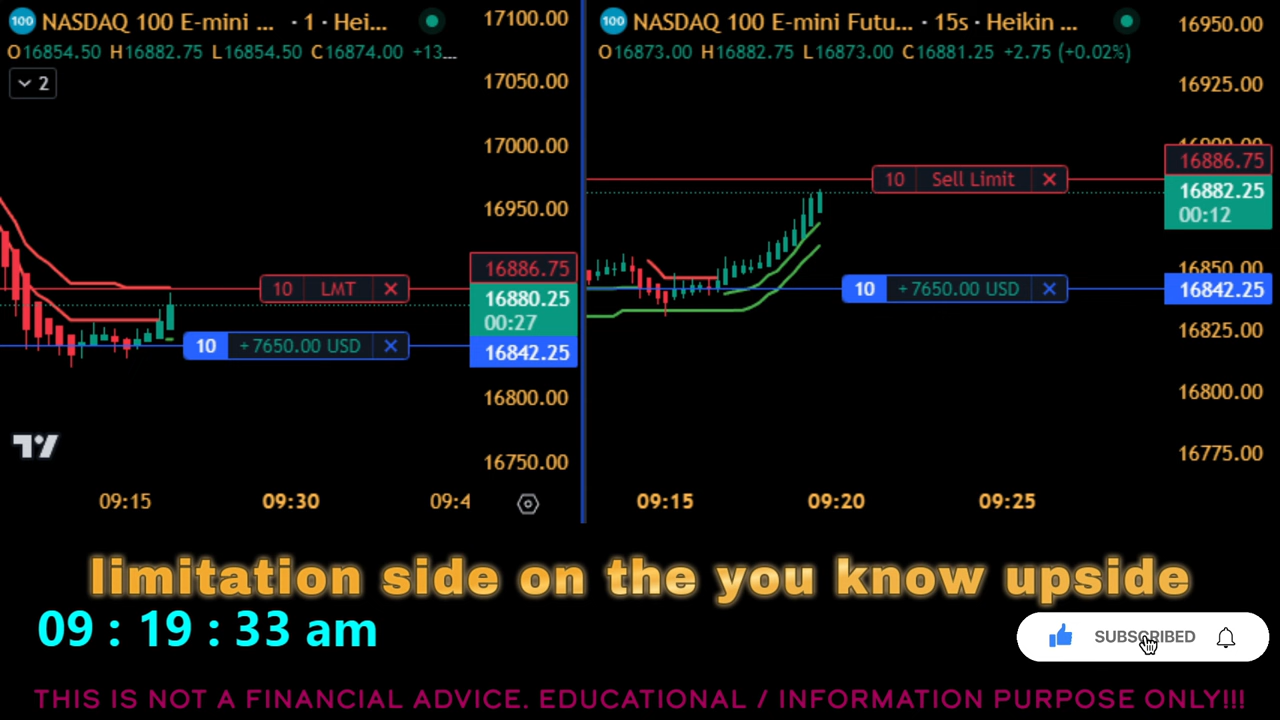 100 NASDAQ 100 E-mini ... · 1 · Hei...
O16854.50 H16882.75 L16854.50 C16874.00 +13...
2
17100.00
17050.00
17000.00
16950.00
16886.75
10 LMT ×
16880.25
00:27
10 +7650.00 USD ×
16842.25
16800.00
16750.00
09:15 09:30 09:4
100 NASDAQ 100 E-mini Futu... · 15s · Heikin ...
O16873.00 H16882.75 L16873.00 C16881.25 +2.75 (+0.02%)
16950.00
16925.00
16900.00
16886.75
10 Sell Limit ×
16882.25
00:12
16850.00
10 +7650.00 USD ×
16842.25
16825.00
16800.00
16775.00
09:15 09:20 09:25
limitation side on the you know upside
09 : 19 : 33 am
SUBSCRIBED
THIS IS NOT A FINANCIAL ADVICE. EDUCATIONAL / INFORMATION PURPOSE ONLY!!!